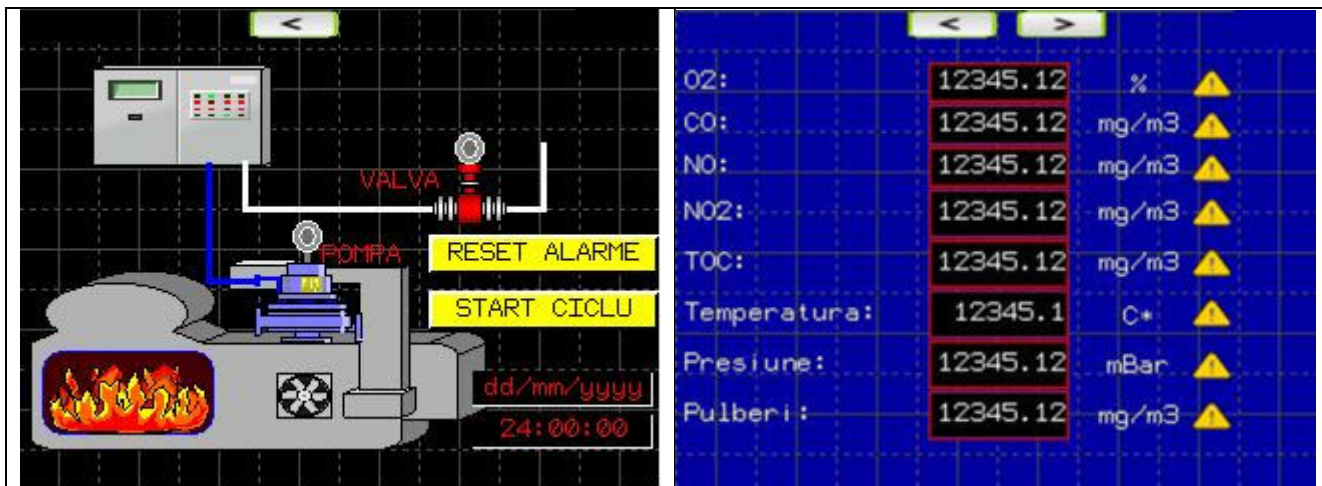 <
VALVA
POMPA
RESET ALARME
START CICLU
dd/mm/yyyy
24:00:00
< >
O2: 12345.12 %
CO: 12345.12 mg/m3
NO: 12345.12 mg/m3
NO2: 12345.12 mg/m3
TOC: 12345.12 mg/m3
Temperatura: 12345.1 C*
Presiune: 12345.12 mBar
Pulberi: 12345.12 mg/m3